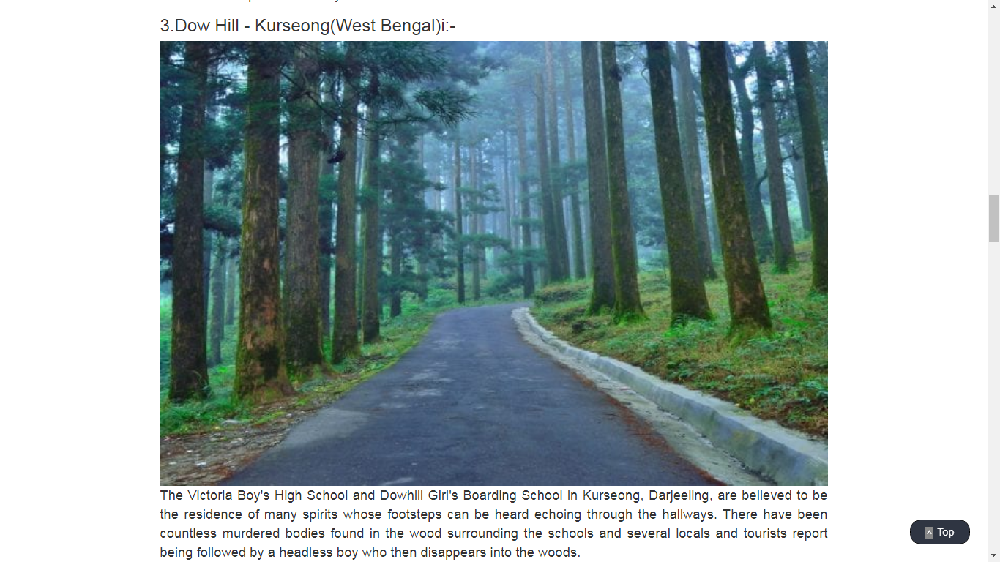 3.Dow Hill - Kurseong(West Bengal)i:-
The Victoria Boy's High School and Dowhill Girl's Boarding School in Kurseong, Darjeeling, are believed to be
the residence of many spirits whose footsteps can be heard echoing through the hallways. There have been
countless murdered bodies found in the wood surrounding the schools and several locals and tourists report
being followed by a headless boy who then disappears into the woods.
Top